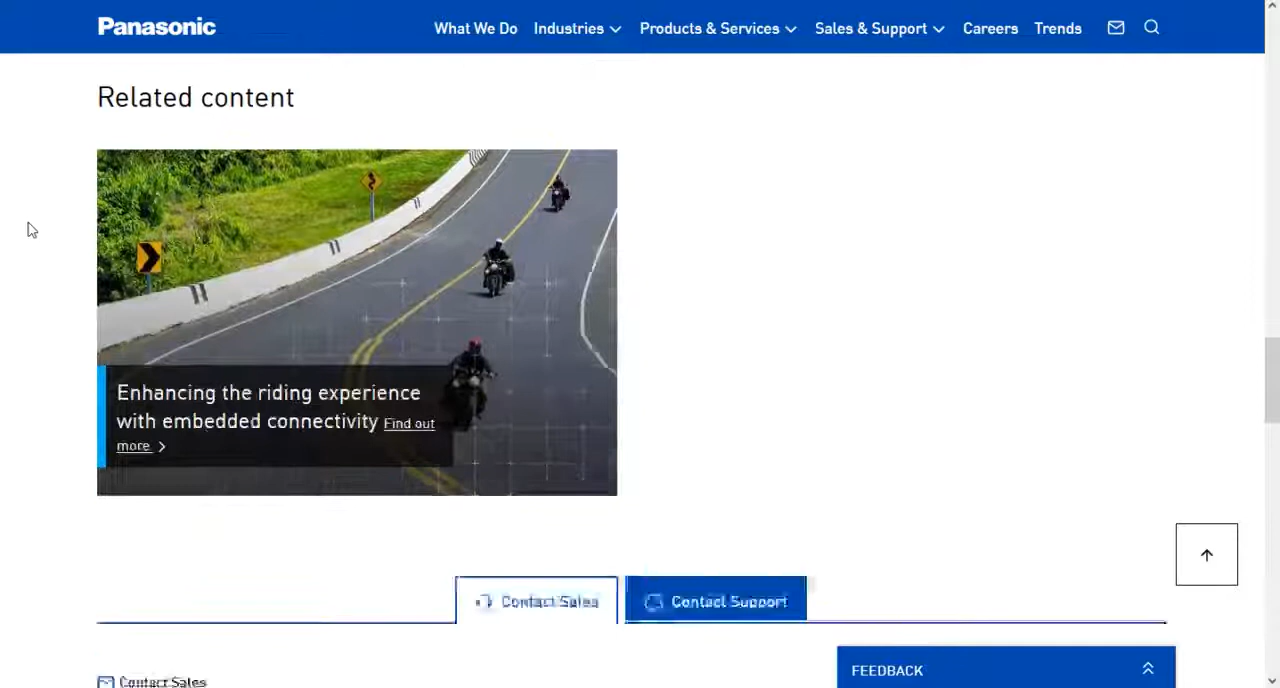 Panasonic
What We Do Industries Products & Services Sales & Support Careers Trends
Related content
Enhancing the riding experience
with embedded connectivity Find out
more
Contact Sales Contact Support
Contact Sales
FEEDBACK